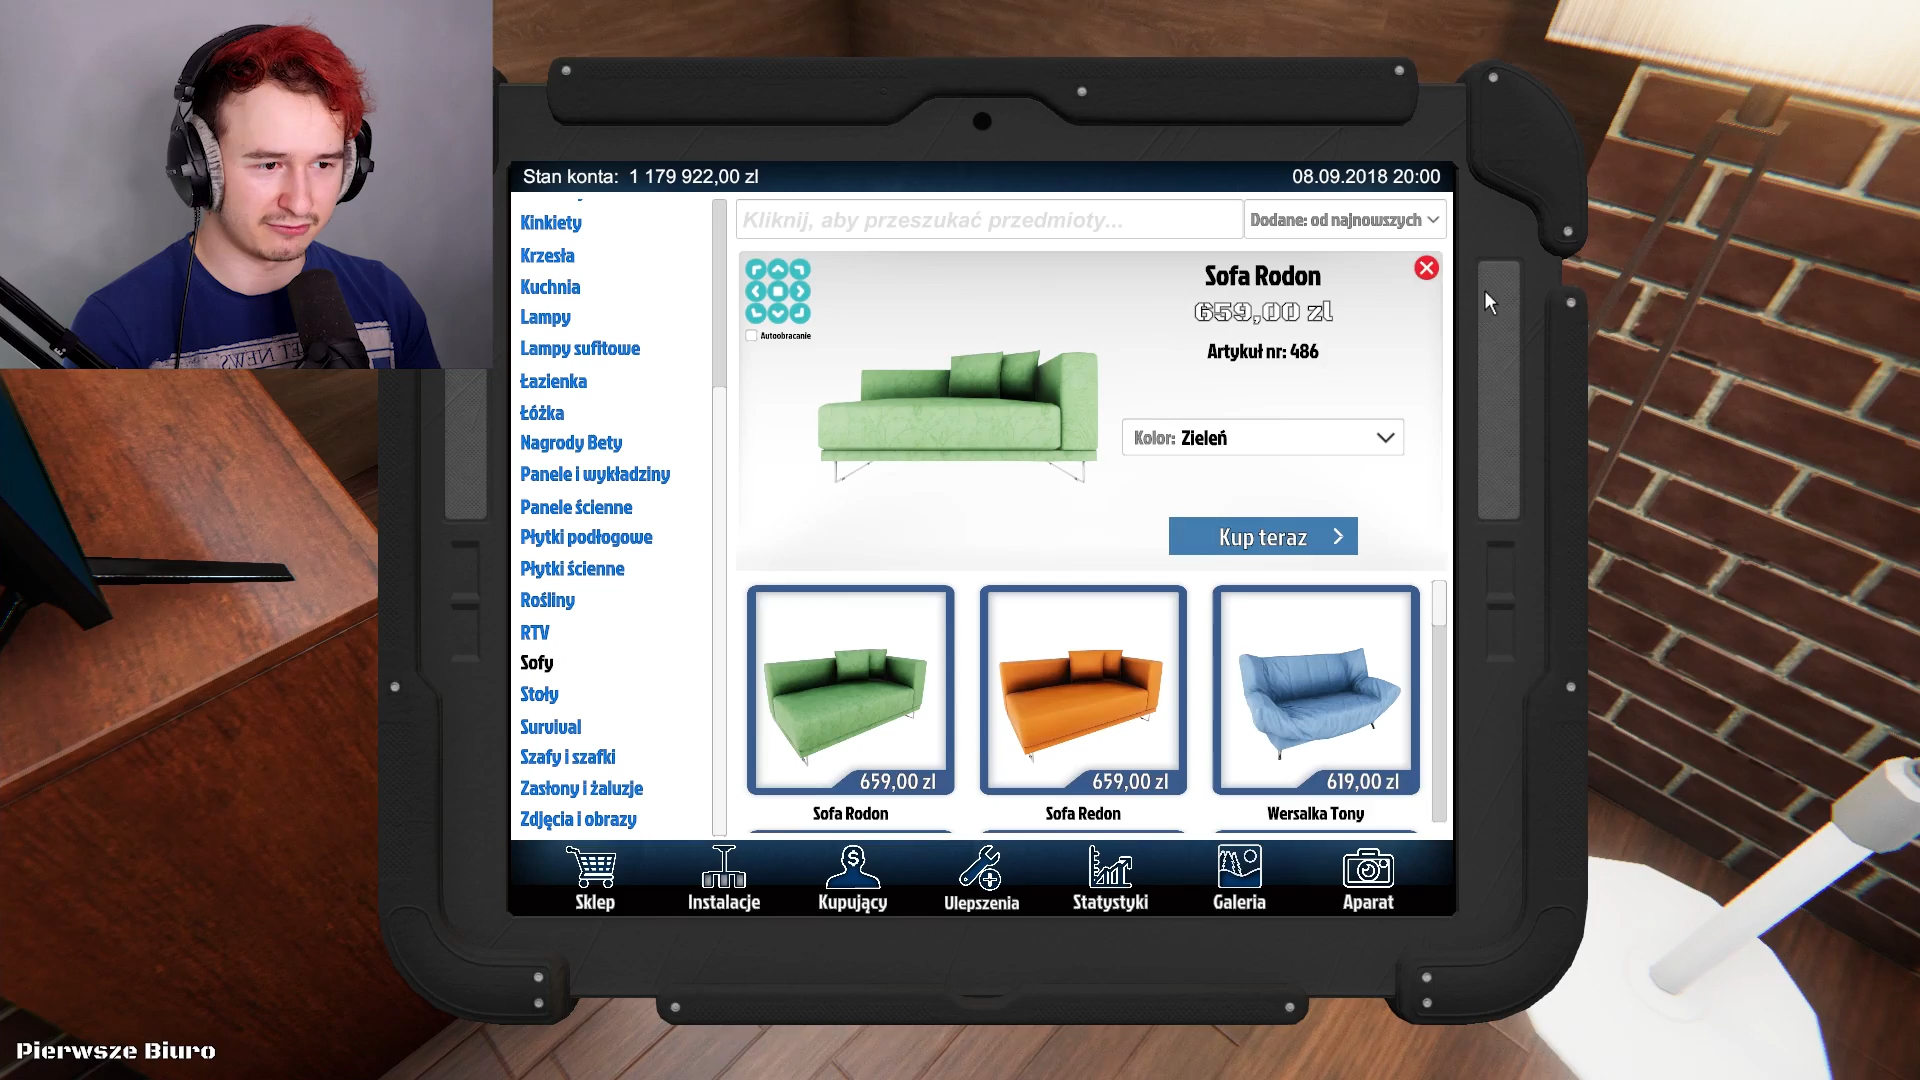 Stan konta: 1 179 922,00 zl
08.09.2018 20:00
Kinkiety
Krzesła
Kuchnia
Lampy
Lampy sufitowe
Łazienka
Łóżka
Nagrody Bety
Panele i wykładziny
Panele ścienne
Płytki podłogowe
Płytki ścienne
Rośliny
RTV
Sofy
Stoły
Survival
Szafy i szafki
Zasłony i żaluzje
Zdjęcia i obrazy
Kliknij, aby przeszukać przedmioty...
Dodane: od najnowszych
Autoobracanie
Sofa Rodon
659,00 zl
Artykuł nr: 486
Kolor: Zieleń
Kup teraz
659,00 zl
Sofa Rodon
659,00 zl
Sofa Redon
619,00 zl
Wersalka Tony
Sklep
Instalacje
Kupujący
Ulepszenia
Statystyki
Galeria
Aparat
Pierwsze Biuro